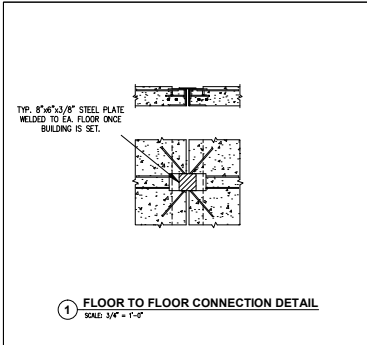 TYP. 8"x6"x3/8" STEEL PLATE
WELDED TO EA. FLOOR ONCE
BUILDING IS SET.
1 FLOOR TO FLOOR CONNECTION DETAIL
SCALE: 3/4" = 1'-0"